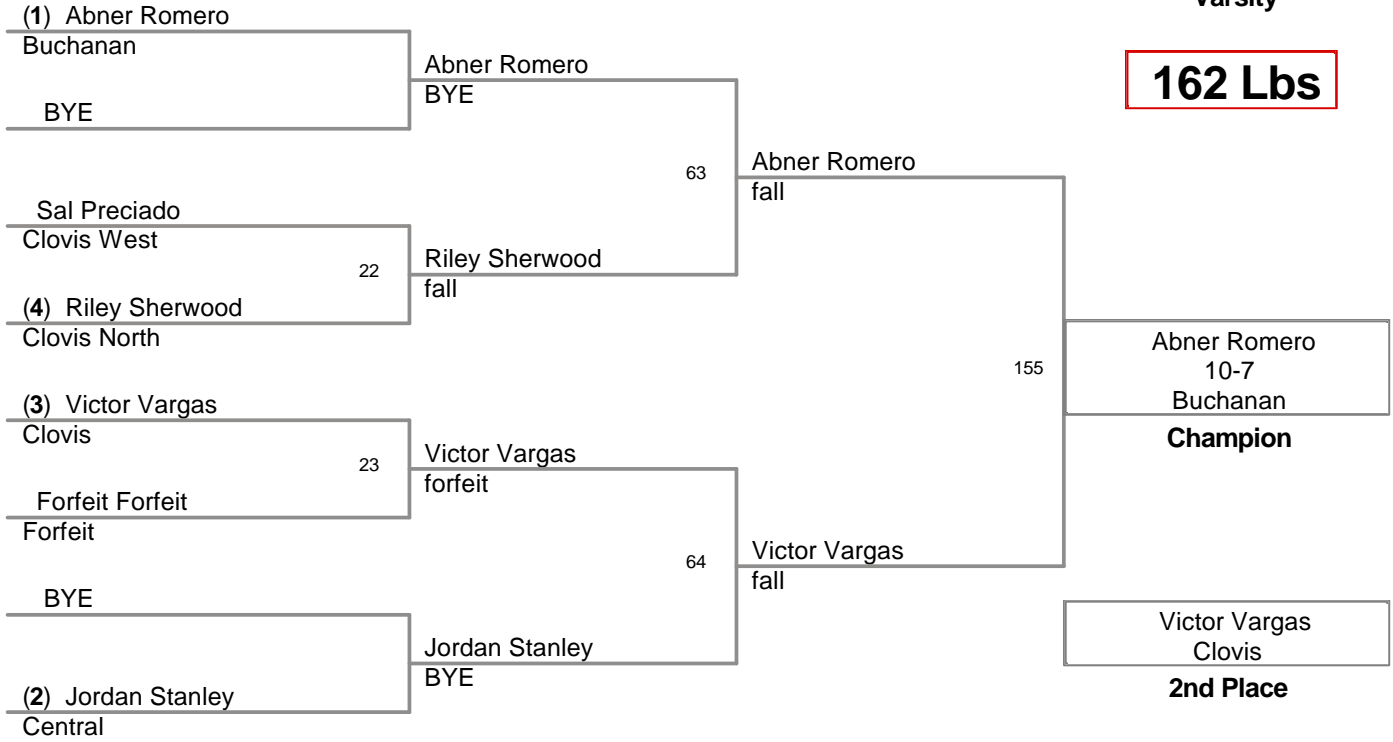 Varsity
162 Lbs
(1) Abner Romero
Buchanan
BYE
Sal Preciado
Clovis West
22
(4) Riley Sherwood
Clovis North
(3) Victor Vargas
Clovis
23
Forfeit Forfeit
Forfeit
BYE
(2) Jordan Stanley
Central
Abner Romero
BYE
63
Riley Sherwood
fall
Victor Vargas
forfeit
64
Jordan Stanley
BYE
Abner Romero
fall
155
Victor Vargas
fall
Abner Romero
10-7
Buchanan
Champion
Victor Vargas
Clovis
2nd Place